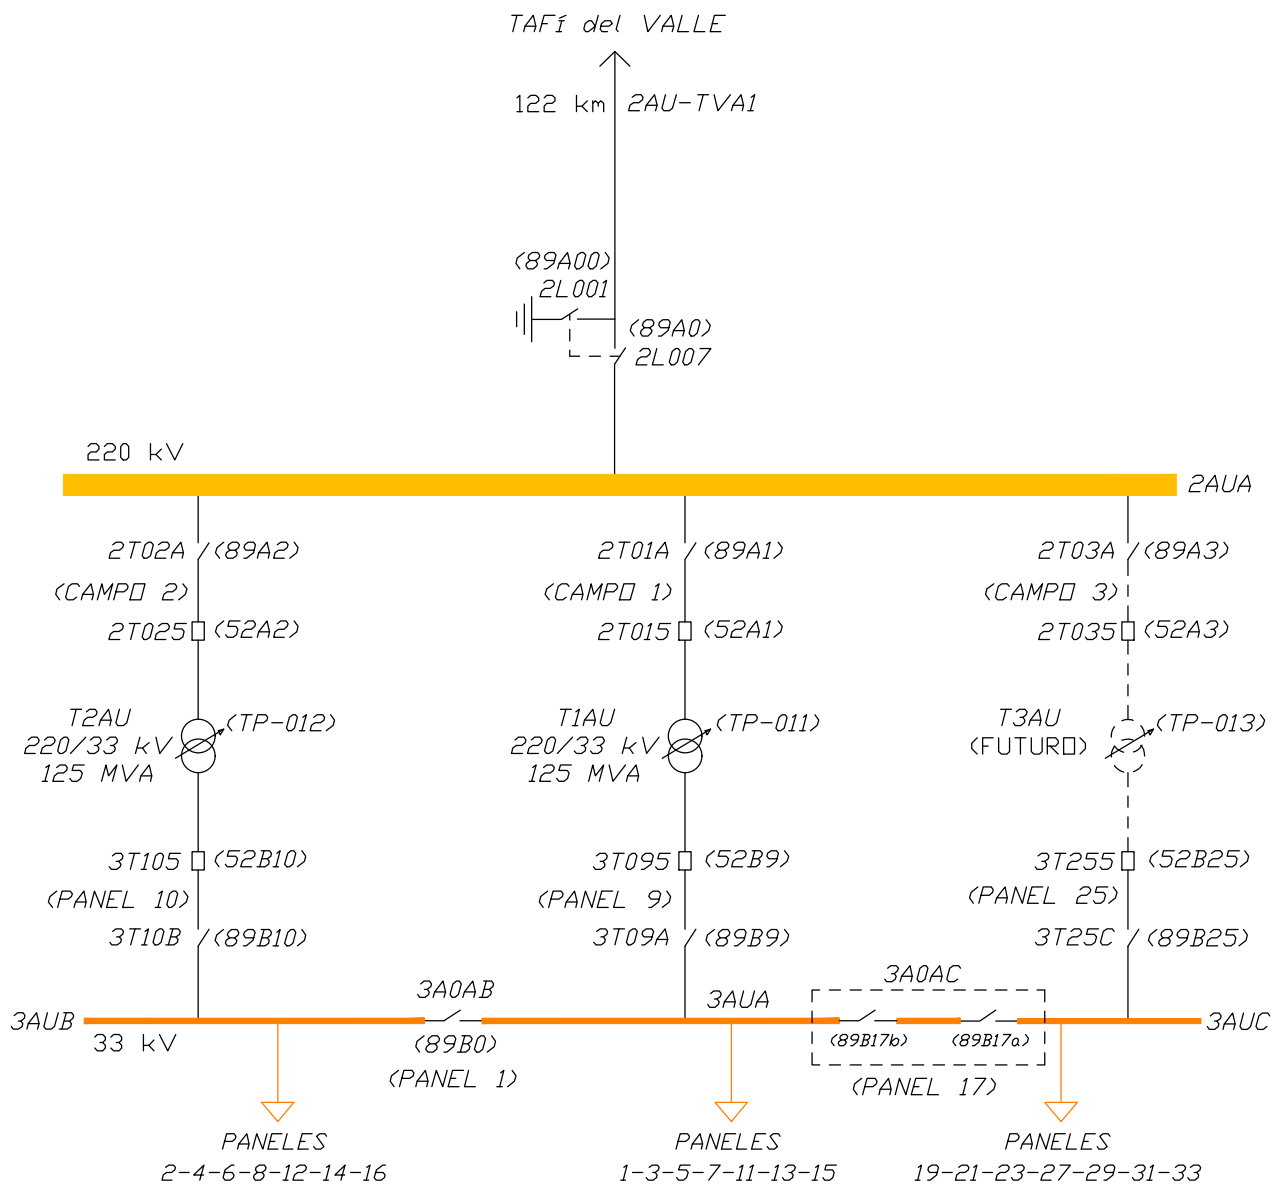 TAFÍ del VALLE
122 km 2AU-TVA1
(89A00)
2L001
(89A0)
2L007
220 kV
2AUA
2T02A (89A2)
(CAMPO 2)
2T025 (52A2)
T2AU
220/33 kV
125 MVA
(TP-012)
3T105 (52B10)
(PANEL 10)
3T10B (89B10)
2T01A (89A1)
(CAMPO 1)
2T015 (52A1)
T1AU
220/33 kV
125 MVA
(TP-011)
3T095 (52B9)
(PANEL 9)
3T09A (89B9)
2T03A (89A3)
(CAMPO 3)
2T035 (52A3)
T3AU
(FUTURO)
(TP-013)
3T255 (52B25)
(PANEL 25)
3T25C (89B25)
3AUB
33 kV
3A0AB
(89B0)
(PANEL 1)
3AUA
3A0AC
(89B17b) (89B17a)
(PANEL 17)
3AUC
PANELES
2-4-6-8-12-14-16
PANELES
1-3-5-7-11-13-15
PANELES
19-21-23-27-29-31-33